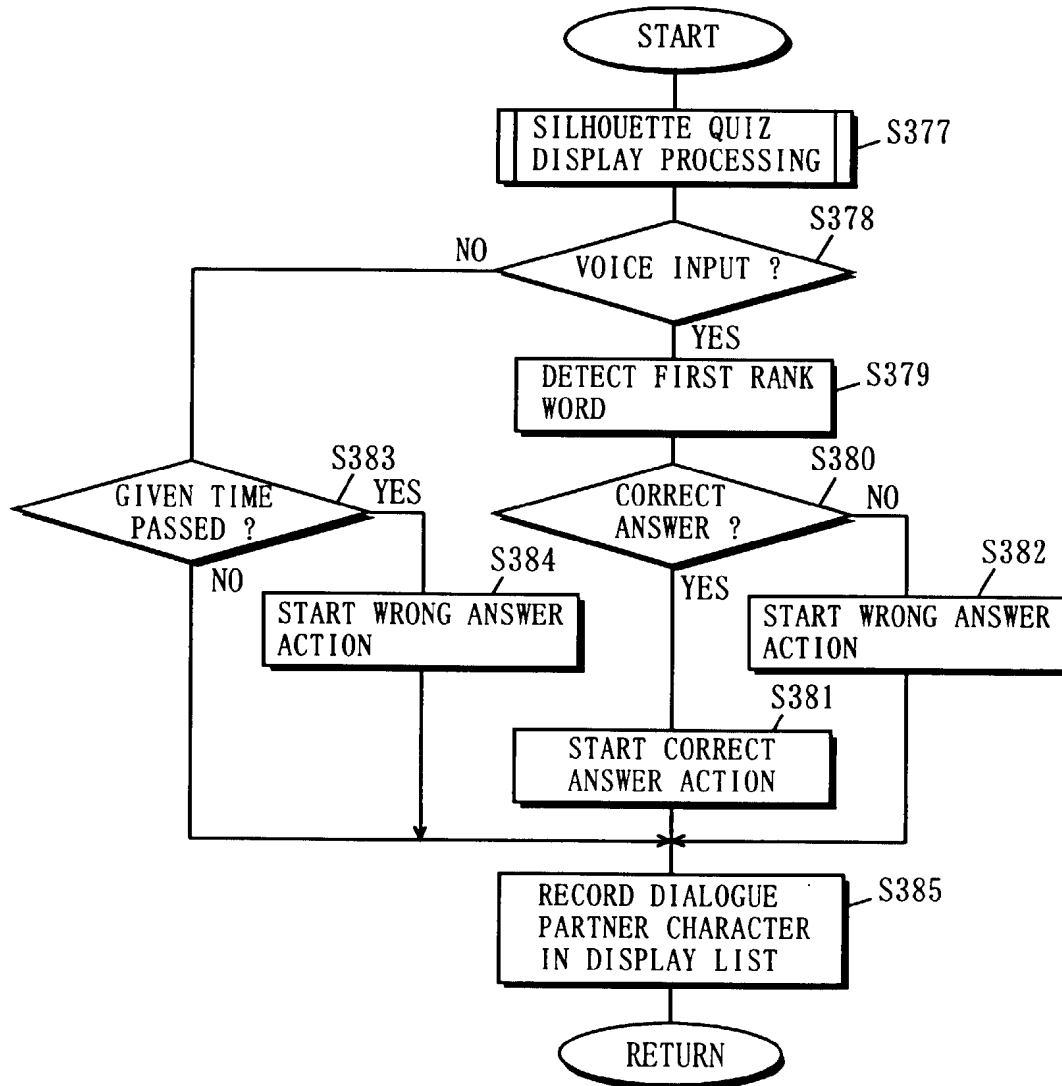 START
SILHOUETTE QUIZ
DISPLAY PROCESSING
S377
S378
NO
VOICE INPUT ?
YES
DETECT FIRST RANK
WORD
S379
S383
GIVEN TIME
PASSED ?
YES
NO
S380
CORRECT
ANSWER ?
NO
YES
S384
START WRONG ANSWER
ACTION
S382
START WRONG ANSWER
ACTION
S381
START CORRECT
ANSWER ACTION
RECORD DIALOGUE
PARTNER CHARACTER
IN DISPLAY LIST
S385
RETURN